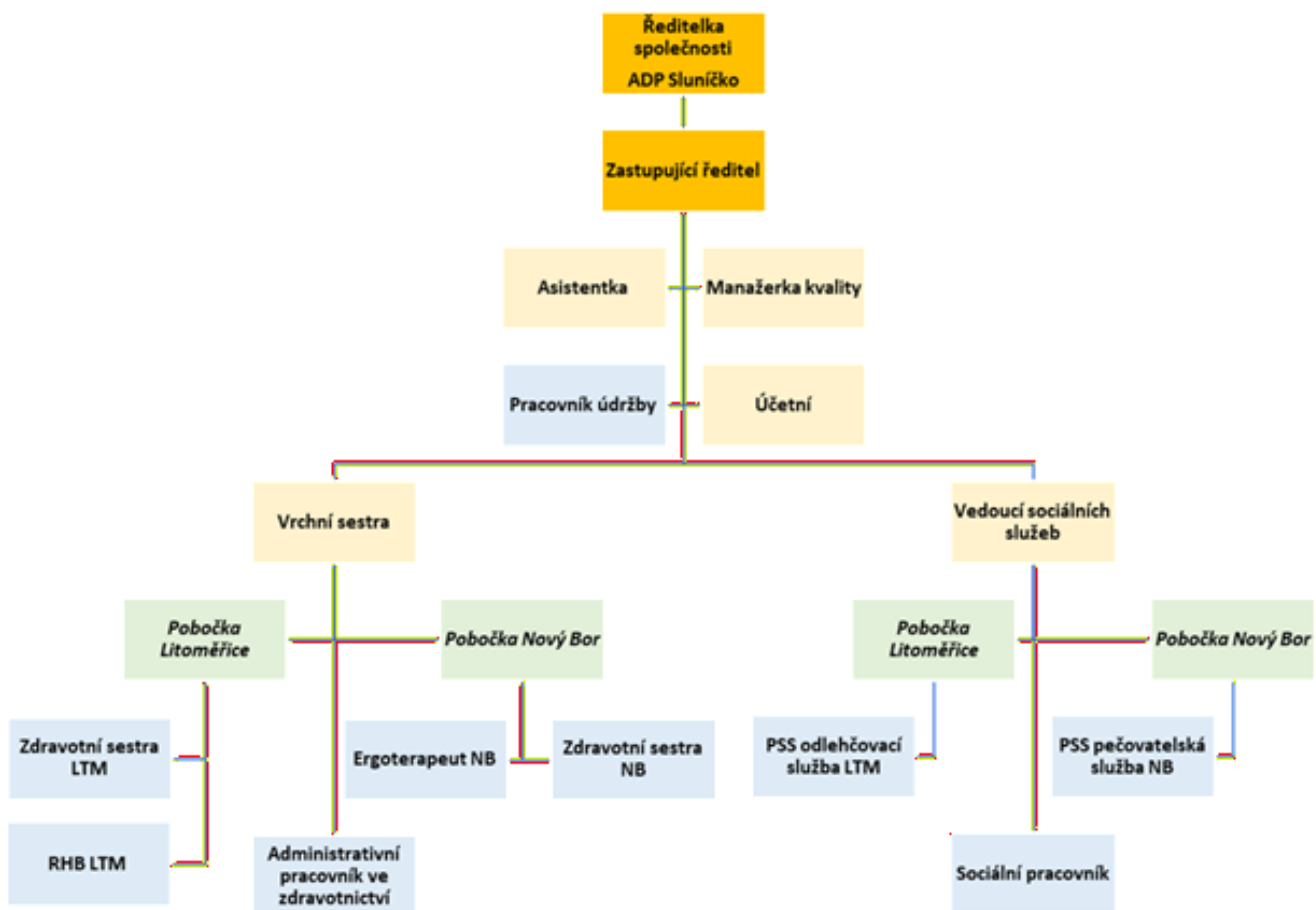 Ředitelka
společnosti
ADP Sluníčko
Zastupující ředitel
Asistentka
Manažerka kvality
Pracovník údržby
Účetní
Vrchní sestra
Vedoucí sociálních
služeb
Pobočka
Litoměřice
Pobočka Nový Bor
Pobočka
Litoměřice
Pobočka Nový Bor
Zdravotní sestra
LTM
Ergoterapeut NB
Zdravotní sestra
NB
PSS odlehčovací
služba LTM
PSS pečovatelská
služba NB
RHB LTM
Administrativní
pracovník ve
zdravotnictví
Sociální pracovník